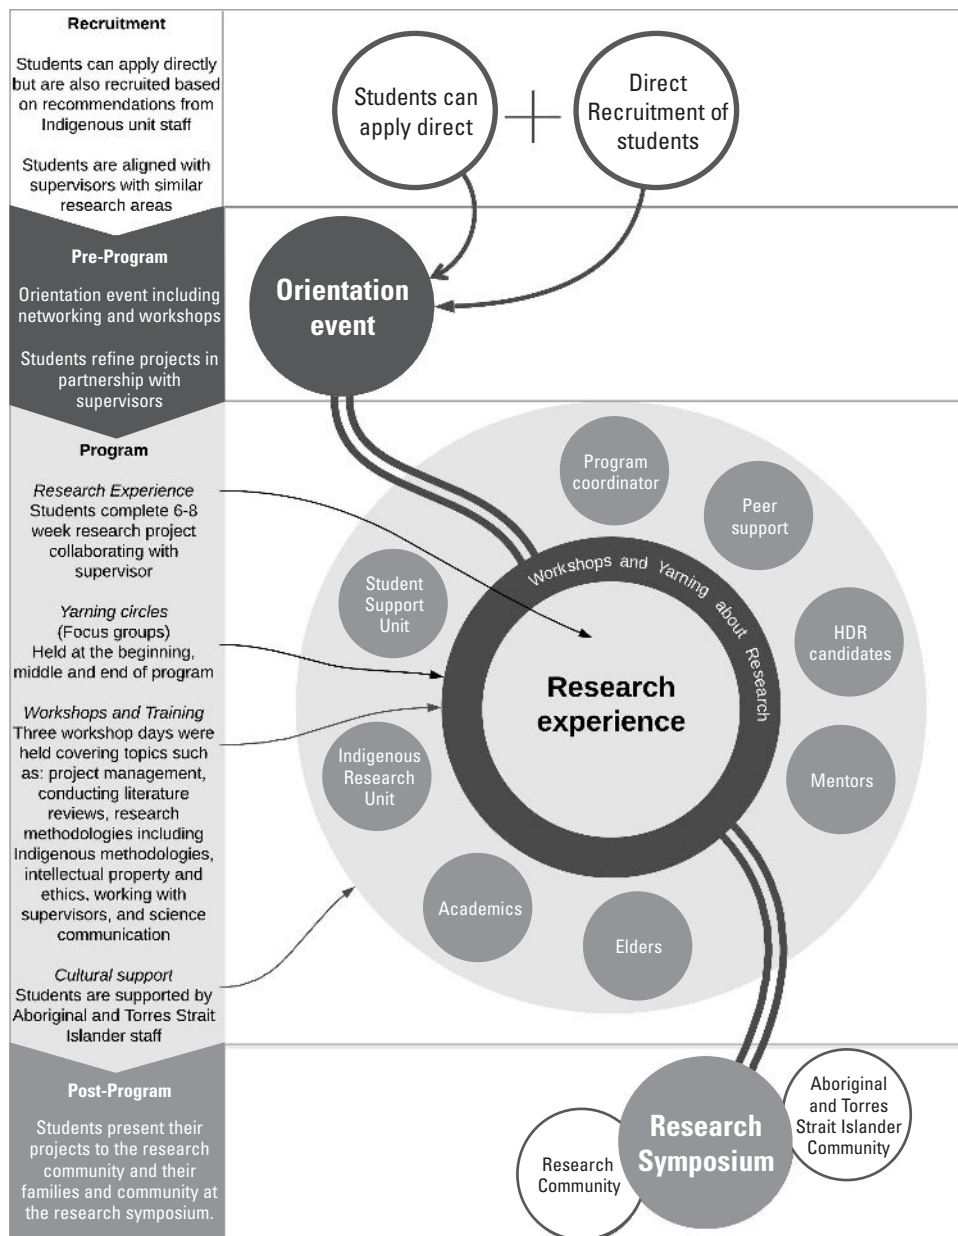 Recruitment
Students can apply directly
but are also recruited based
on recommendations from
Indigenous unit staff
Students are aligned with
supervisors with similar
research areas
Pre-Program
Orientation event including
networking and workshops
Students refine projects in
partnership with
supervisors
Program
Research Experience
Students complete 6-8
week research project
collaborating with
supervisor
Yarning circles
(Focus groups)
Held at the beginning,
middle and end of program
Workshops and Training
Three workshop days were
held covering topics such
as: project management,
conducting literature
reviews, research
methodologies including
Indigenous methodologies,
intellectual property and
ethics, working with
supervisors, and science
communication
Cultural support
Students are supported by
Aboriginal and Torres Strait
Islander staff
Post-Program
Students present their
projects to the research
community and their
families and community at
the research symposium.
Students can
apply direct
Direct
Recruitment of
students
Orientation
event
Program
coordinator
Peer
support
Student
Support
Unit
HDR
candidates
Workshops and Yarning about Research
Research
experience
Indigenous
Research
Unit
Mentors
Academics
Elders
Research
Symposium
Research
Community
Aboriginal
and Torres
Strait Islander
Community